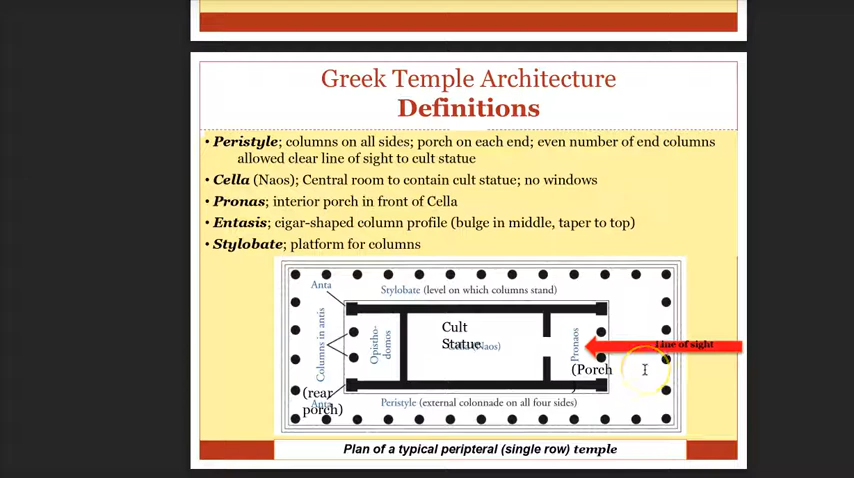 Greek Temple Architecture
Definitions
• Peristyle; columns on all sides; porch on each end; even number of end columns
allowed clear line of sight to cult statue
• Cella (Naos); Central room to contain cult statue; no windows
• Pronas; interior porch in front of Cella
• Entasis; cigar-shaped column profile (bulge in middle, taper to top)
• Stylobate; platform for columns
Anta
Stylobate (level on which columns stand)
Columns in antis
Opistho-
domos
Cult
Statue
(Naos)
Pronaos
Line of sight
(Porch
)
(rear
porch)
Anta
Peristyle (external colonnade on all four sides)
Plan of a typical peripteral (single row) temple